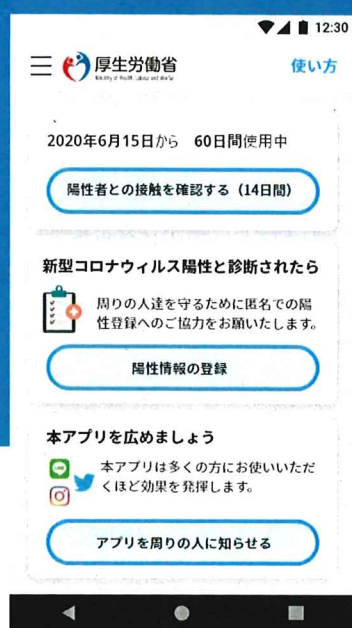 12:30
厚生労働省
Ministry of Health, Labour and Welfare
使い方
2020年6月15日から 60日間使用中
陽性者との接触を確認する（14日間）
新型コロナウィルス陽性と診断されたら
周りの人達を守るために匿名での陽
性登録へのご協力をお願いいたします。
陽性情報の登録
本アプリを広めましょう
LINE
本アプリは多くの方にお使いいただ
くほど効果を発揮します。
アプリを周りの人に知らせる